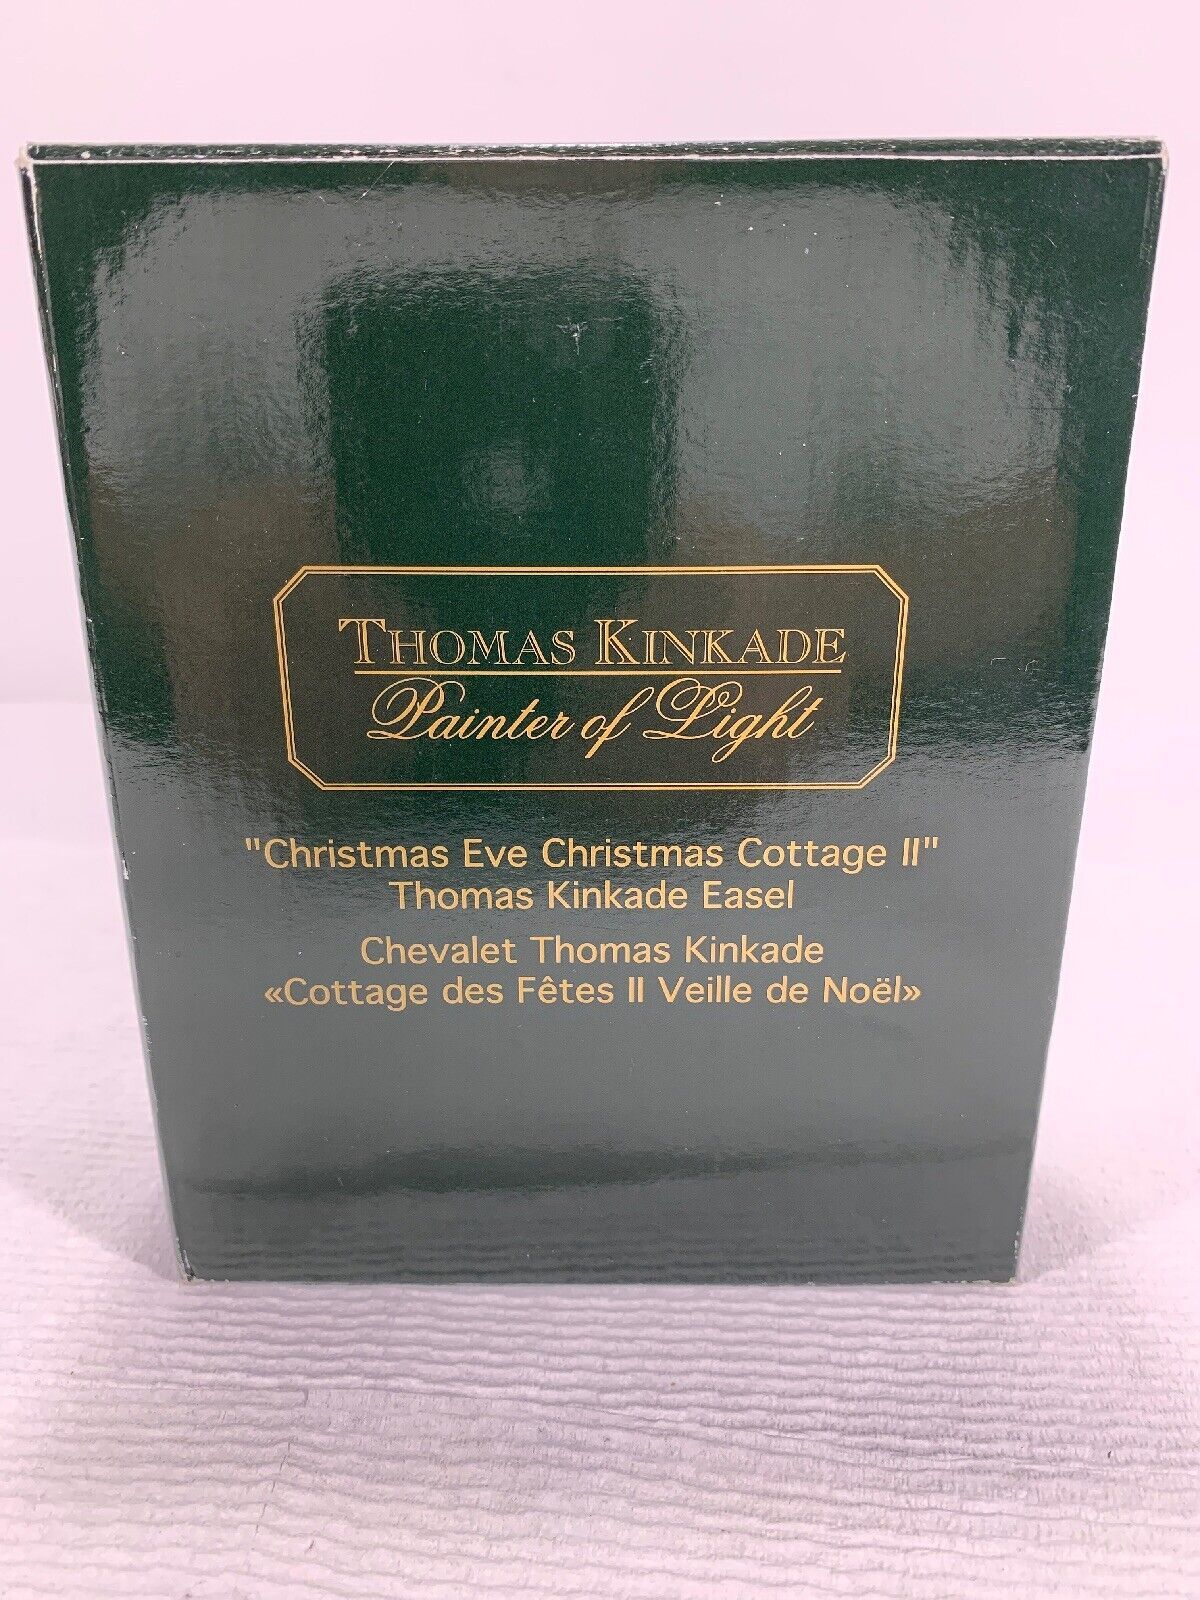 THOMAS KINKADE
Painter of Light
"Christmas Eve Christmas Cottage II"
Thomas Kinkade Easel
Chevalet Thomas Kinkade
«Cottage des Fêtes II Veille de Noël»